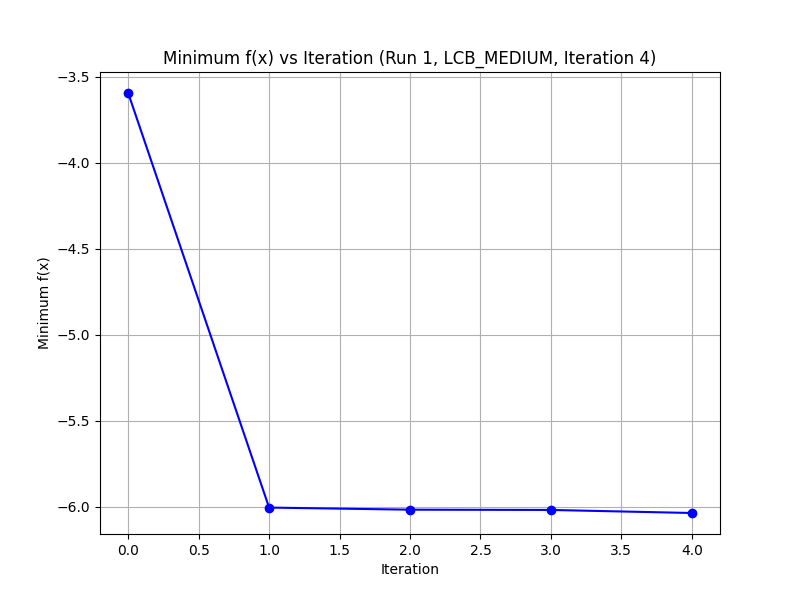 Minimum f(x) vs Iteration (Run 1, LCB_MEDIUM, Iteration 4)
−3.5
−4.0
−4.5
−5.0
−5.5
−6.0
Minimum f(x)
0.0 0.5 1.0 1.5 2.0 2.5 3.0 3.5 4.0
Iteration